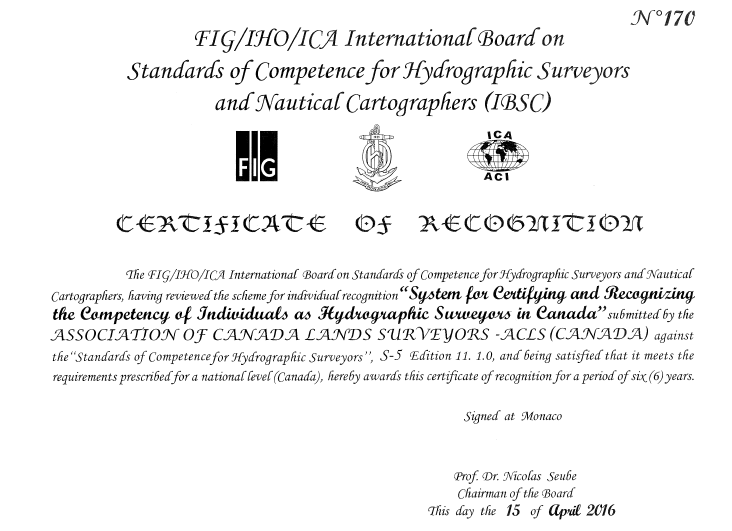 N°170
FIG/IHO/ICA International Board on
Standards of Competence for Hydrographic Surveyors
and Nautical Cartographers (IBSC)
FIG
ICA
ACI
CERTIFICATE OF RECOGNITION
The FIG/IHO/ICA International Board on Standards of Competence for Hydrographic Surveyors and Nautical
Cartographers, having reviewed the scheme for individual recognition "System for Certifying and Recognizing
the Competency of Individuals as Hydrographic Surveyors in Canada" submitted by the
ASSOCIATION OF CANADA LANDS SURVEYORS -ACLS (CANADA) against
the "Standards of Competence for Hydrographic Surveyors", S-5 Edition 11. 1.0, and being satisfied that it meets the
requirements prescribed for a national level (Canada), hereby awards this certificate of recognition for a period of six (6) years.
Signed at Monaco
Prof. Dr. Nicolas Seube
Chairman of the Board
This day the 15 of April 2016